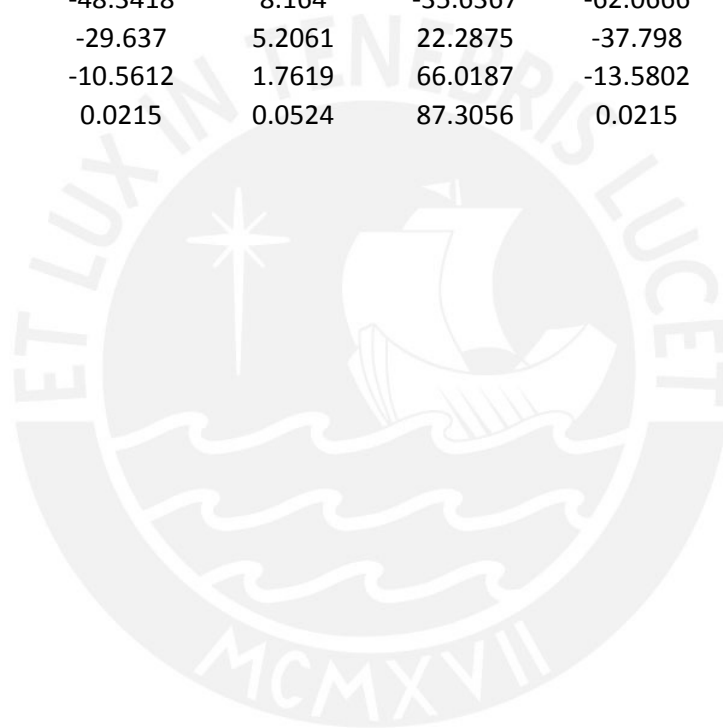 -29.637 5.2061 22.2875 -37.798
-10.5612 1.7619 66.0187 -13.5802
0.0215 0.0524 87.3056 0.0215
ET LUX IN TENEBRIS LUCET
MCMXVII